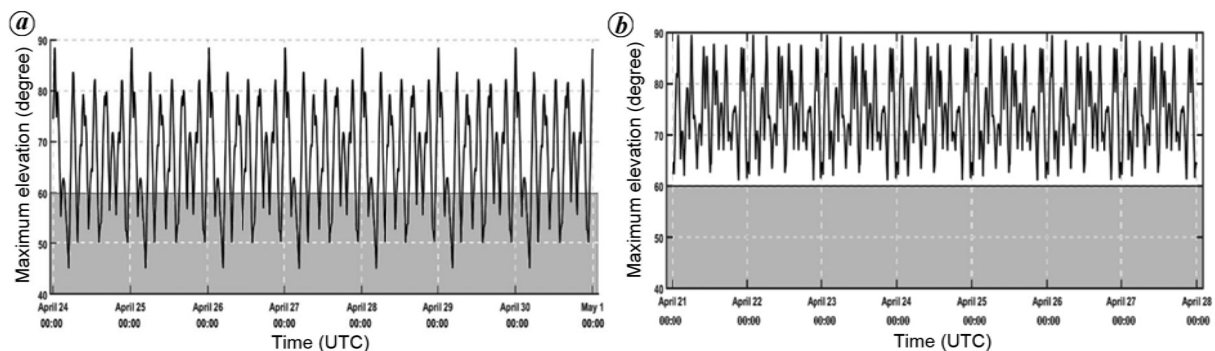 a
Maximum elevation (degree)
90
80
70
60
50
40
April 24 April 25 April 26 April 27 April 28 April 29 April 30 May 1
00:00 00:00 00:00 00:00 00:00 00:00 00:00 00:00
Time (UTC)
b
Maximum elevation (degree)
90
80
70
60
50
40
April 21 April 22 April 23 April 24 April 25 April 26 April 27 April 28
00:00 00:00 00:00 00:00 00:00 00:00 00:00 00:00
Time (UTC)